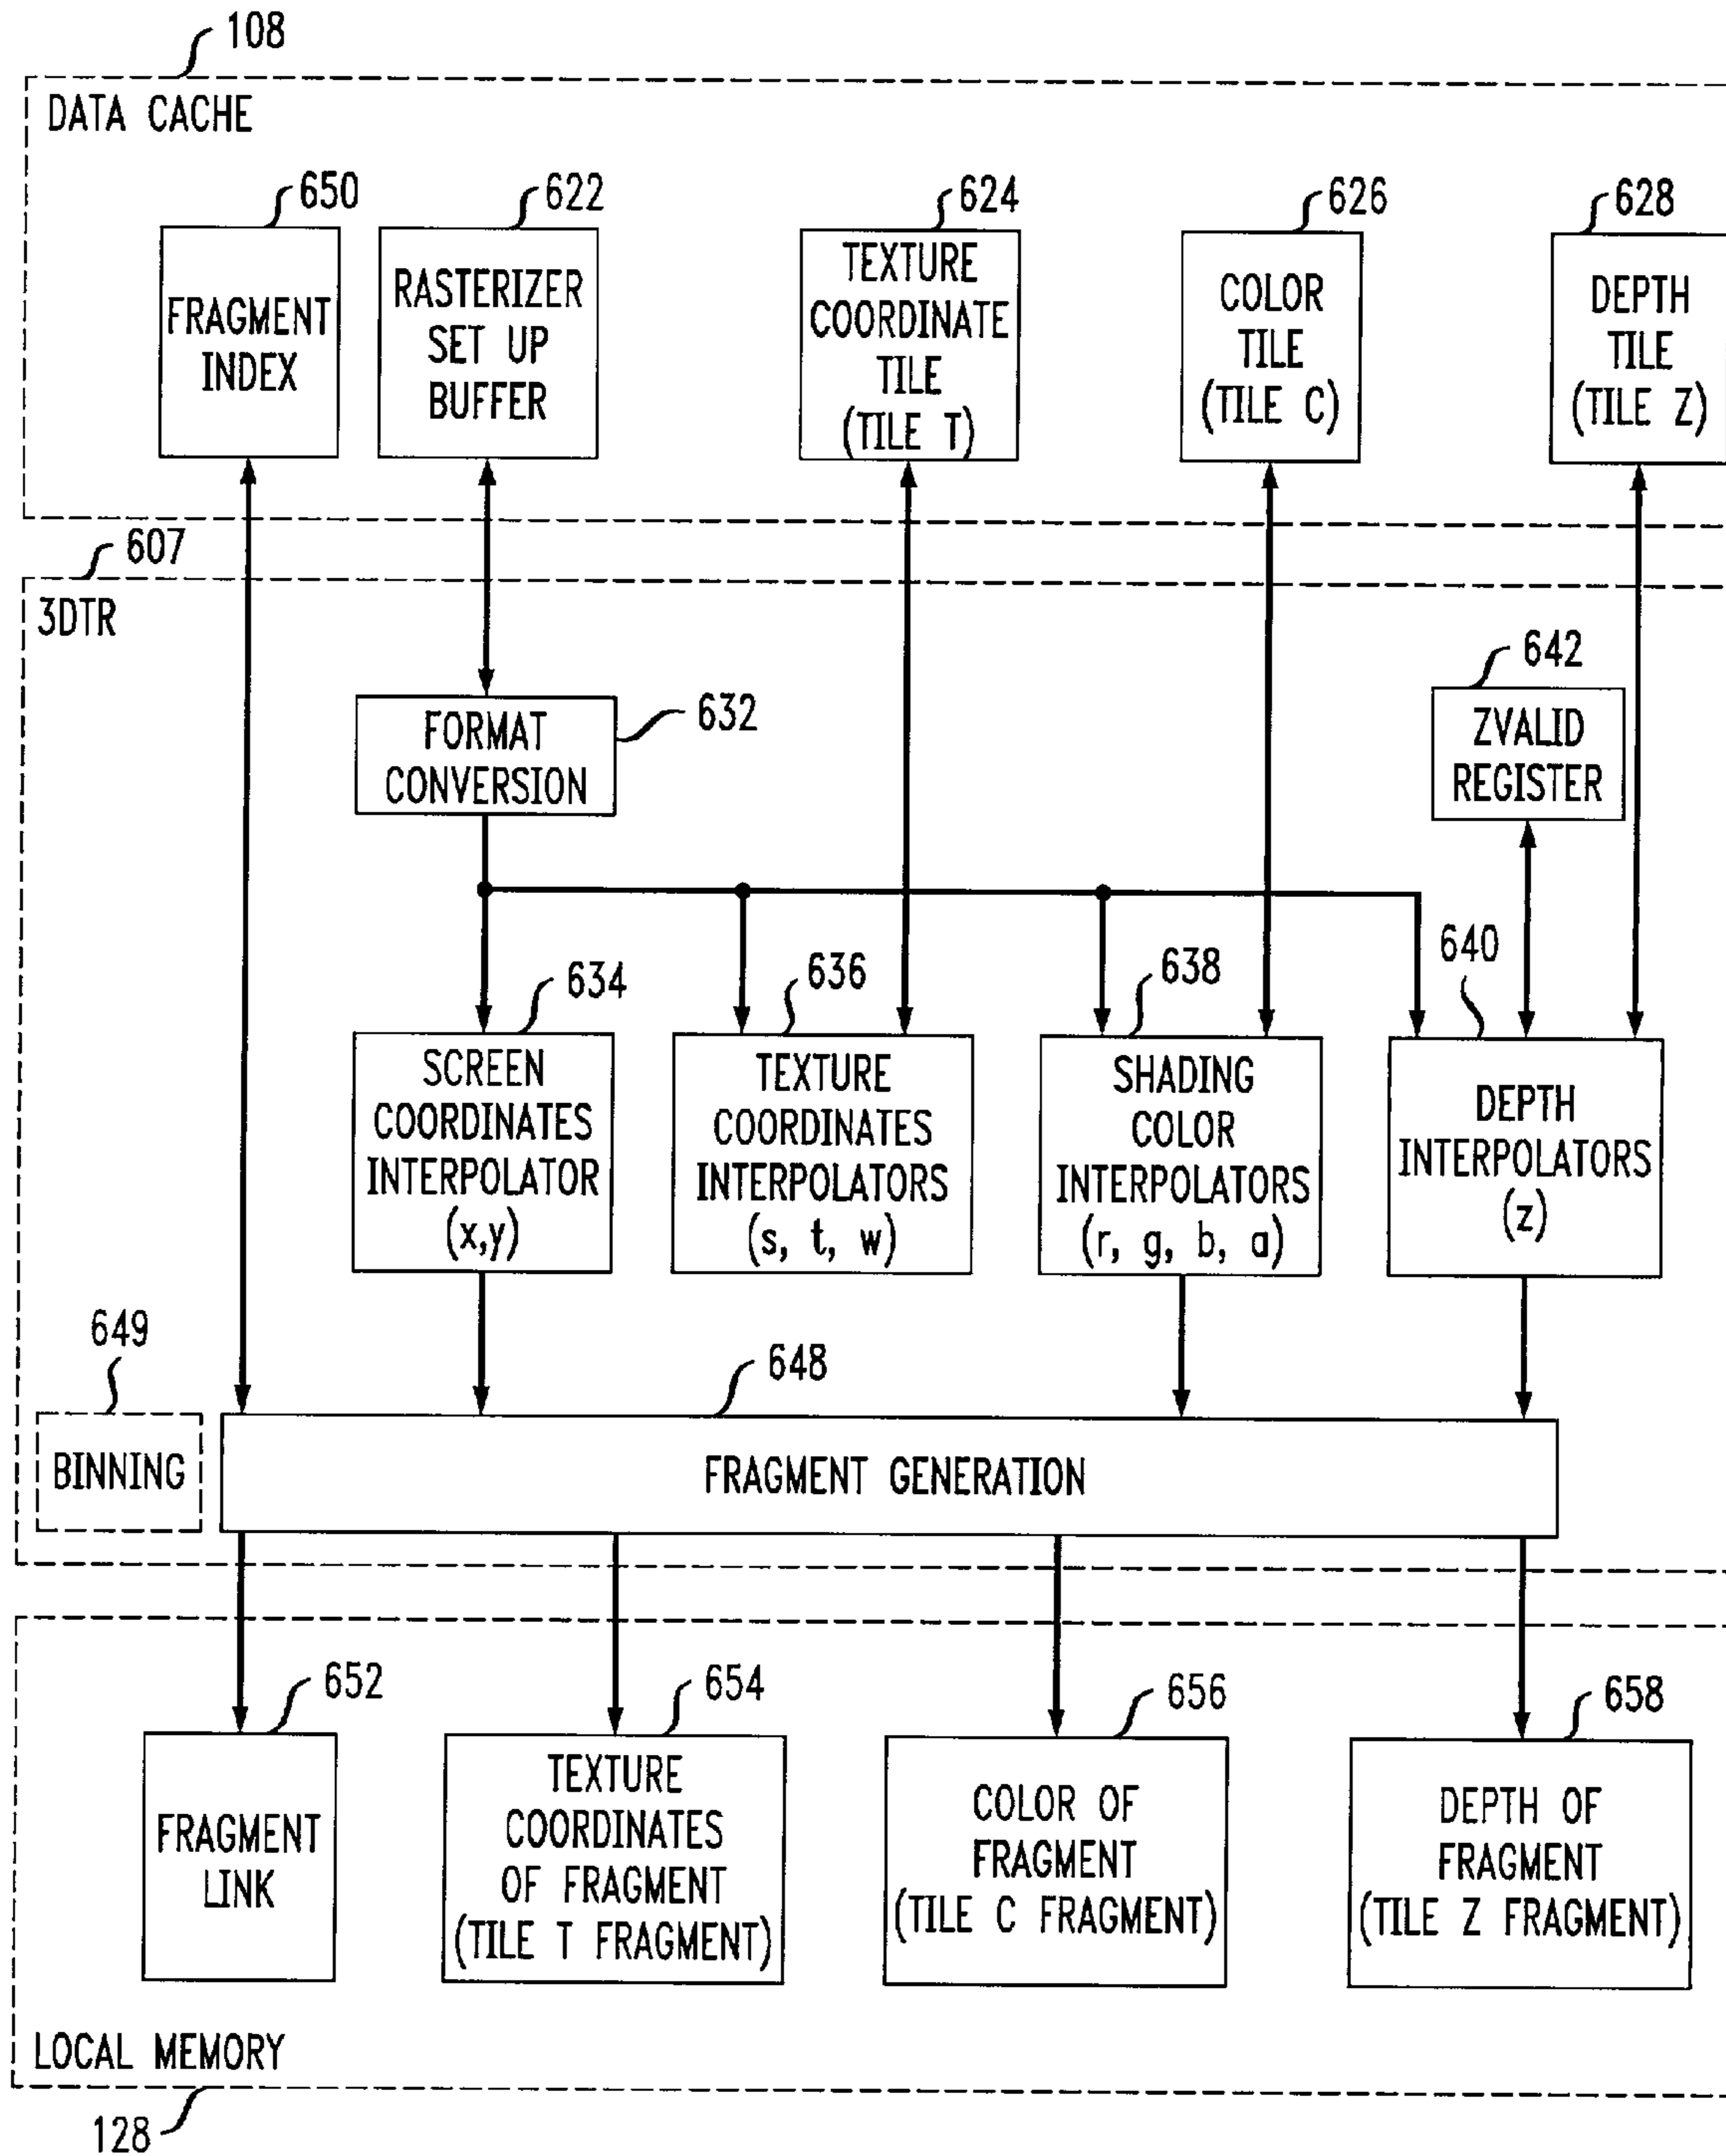 108
DATA CACHE
650
622
624
626
628
FRAGMENT
INDEX
RASTERIZER
SET UP
BUFFER
TEXTURE
COORDINATE
TILE
(TILE T)
COLOR
TILE
(TILE C)
DEPTH
TILE
(TILE Z)
607
3DTR
642
632
FORMAT
CONVERSION
ZVALID
REGISTER
634
636
638
640
SCREEN
COORDINATES
INTERPOLATOR
(x,y)
TEXTURE
COORDINATES
INTERPOLATORS
(s, t, w)
SHADING
COLOR
INTERPOLATORS
(r, g, b, a)
DEPTH
INTERPOLATORS
(z)
649
648
BINNING
FRAGMENT GENERATION
652
654
656
658
FRAGMENT
LINK
TEXTURE
COORDINATES
OF FRAGMENT
(TILE T FRAGMENT)
COLOR OF
FRAGMENT
(TILE C FRAGMENT)
DEPTH OF
FRAGMENT
(TILE Z FRAGMENT)
LOCAL MEMORY
128